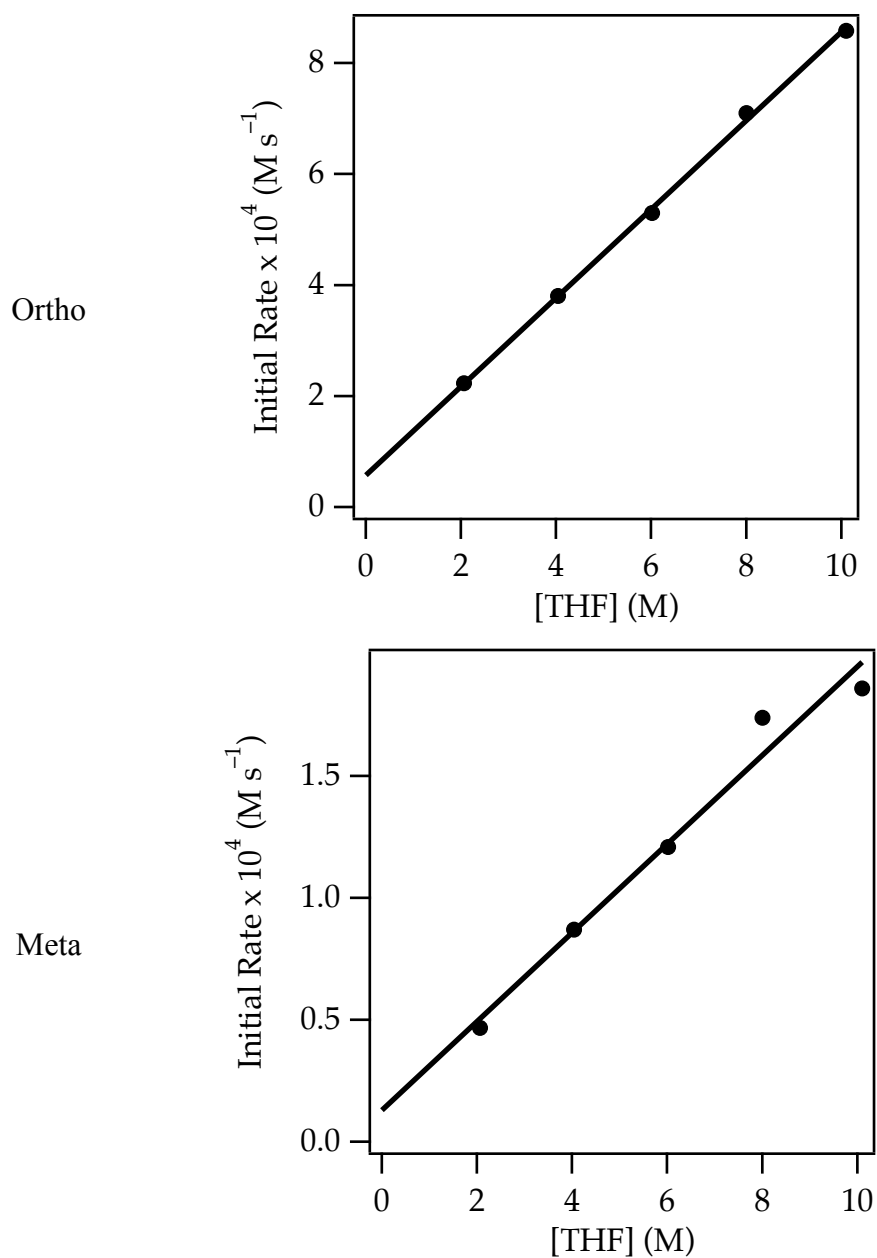 Ortho
Initial Rate x 10⁴ (M s⁻¹)
8
6
4
2
0
0 2 4 6 8 10
[THF] (M)
Meta
Initial Rate x 10⁴ (M s⁻¹)
1.5
1.0
0.5
0.0
0 2 4 6 8 10
[THF] (M)